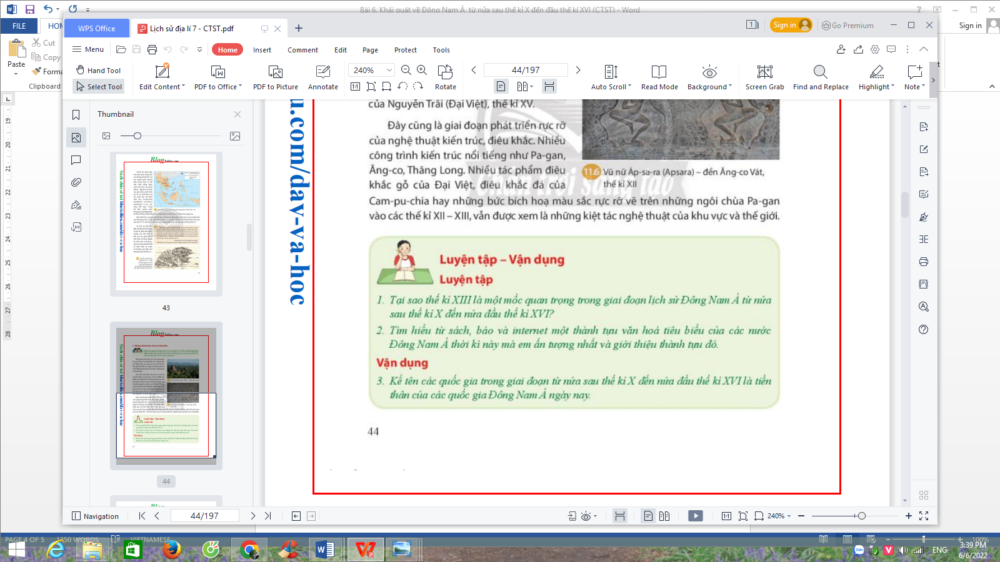 Bài 6. Khái quát về Đông Nam Á từ nửa sau thế kỉ X đến đầu thế kỉ XVI (CTST) - Word
FILE
Sign in
WPS Office
Lịch sử địa lí 7 - CTST.pdf
Sign in
Go Premium
Menu
Home
Insert
Comment
Edit
Page
Protect
Tools
Paste
Cut
Copy
Clipboard
Hand Tool
Select Tool
Edit Content
PDF to Office
PDF to Picture
Annotate
240%
Rotate
44/197
Auto Scroll
Read Mode
Background
Screen Grab
Find and Replace
Highlight
Note
Thumbnail
43
44
u.com/day-va-hoc
của Nguyễn Trãi (Đại Việt), thế kỉ XV.
Đây cũng là giai đoạn phát triển rực rỡ
của nghệ thuật kiến trúc, điêu khắc. Nhiều
công trình kiến trúc nổi tiếng như Pa-gan,
Ăng-co, Thăng Long. Nhiều tác phẩm điêu
khắc gỗ của Đại Việt, điêu khắc đá của
Cam-pu-chia hay những bức bích hoạ màu sắc rực rỡ vẽ trên những ngôi chùa Pa-gan
vào các thế kỉ XII – XIII, vẫn được xem là những kiệt tác nghệ thuật của khu vực và thế giới.
11.6 Vũ nữ Áp-sa-ra (Apsara) – đền Ăng-co Vát,
thế kỉ XII
Chân trời sáng tạo
Luyện tập – Vận dụng
Luyện tập
1. Tại sao thế kỉ XIII là một mốc quan trọng trong giai đoạn lịch sử Đông Nam Á từ nửa
sau thế kỉ X đến nửa đầu thế kỉ XVI?
2. Tìm hiểu từ sách, báo và internet một thành tựu văn hoá tiêu biểu của các nước
Đông Nam Á thời kì này mà em ấn tượng nhất và giới thiệu thành tựu đó.
Vận dụng
3. Kể tên các quốc gia trong giai đoạn từ nửa sau thế kỉ X đến nửa đầu thế kỉ XVI là tiền
thân của các quốc gia Đông Nam Á ngày nay.
44
Navigation
44/197
240%
PAGE 4 OF 5
1350 WORDS
VIETNAMESE
100%
ENG
3:39 PM
6/6/2022